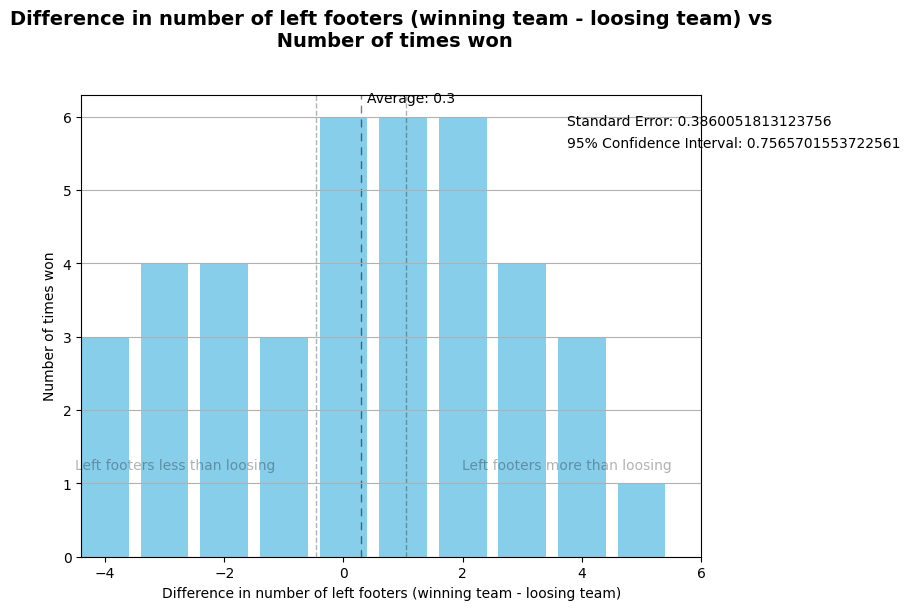 Difference in number of left footers (winning team - loosing team) vs
Number of times won
Average: 0.3
Standard Error: 0.3860051813123756
95% Confidence Interval: 0.7565701553722561
6
5
4
3
2
1
0
Number of times won
Left footers less than loosing
Left footers more than loosing
−4
−2
0
2
4
6
Difference in number of left footers (winning team - loosing team)